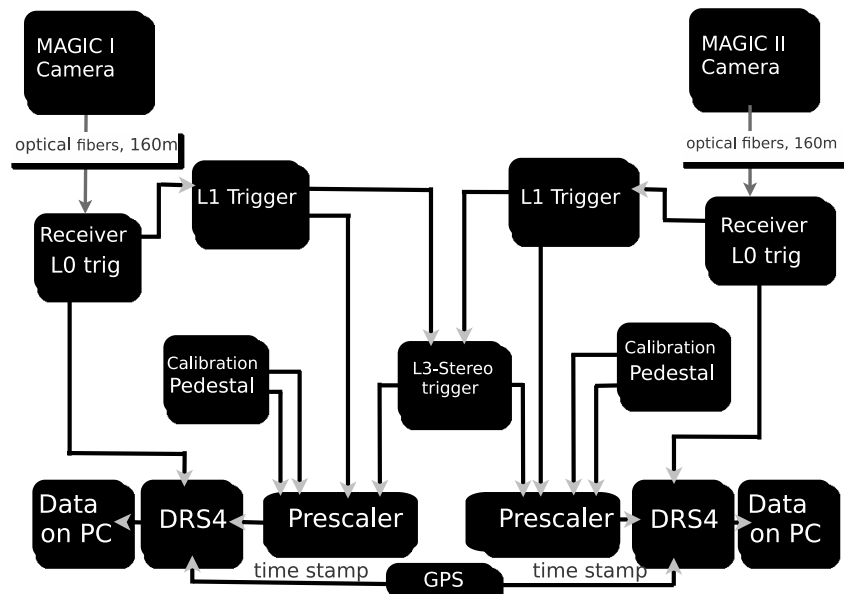 MAGIC I
Camera
MAGIC II
Camera
optical fibers, 160m
optical fibers, 160m
L1 Trigger
L1 Trigger
Receiver
L0 trig
Receiver
L0 trig
Calibration
Pedestal
L3-Stereo
trigger
Calibration
Pedestal
Data
on PC
DRS4
Prescaler
Prescaler
DRS4
Data
on PC
time stamp
GPS
time stamp